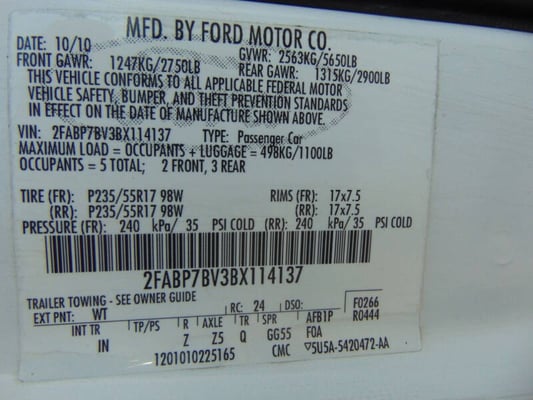 MFD. BY FORD MOTOR CO.
DATE: 10/10 GVWR: 2563KG/5650LB
FRONT GAWR: 1247KG/2750LB REAR GAWR: 1315KG/2900LB
THIS VEHICLE CONFORMS TO ALL APPLICABLE FEDERAL MOTOR
VEHICLE SAFETY, BUMPER, AND THEFT PREVENTION STANDARDS
IN EFFECT ON THE DATE OF MANUFACTURE SHOWN ABOVE.
VIN: 2FABP7BV3BX114137 TYPE: Passenger Car
MAXIMUM LOAD = OCCUPANTS + LUGGAGE = 498KG/1100LB
OCCUPANTS = 5 TOTAL; 2 FRONT, 3 REAR
TIRE (FR): P235/55R17 98W RIMS (FR): 17x7.5
(RR): P235/55R17 98W (RR): 17x7.5
PRESSURE (FR): 240 kPa/ 35 PSI COLD (RR): 240 kPa/ 35 PSI COLD
2FABP7BV3BX114137
TRAILER TOWING - SEE OWNER GUIDE
EXT PNT: WT RC: 24 DSO: AFB1P F0266
INT TR TP/PS R AXLE TR SPR F0A R0444
IN Z Z5 Q GG55 CMC ▽5U5A-5420472-AA
1201010225165